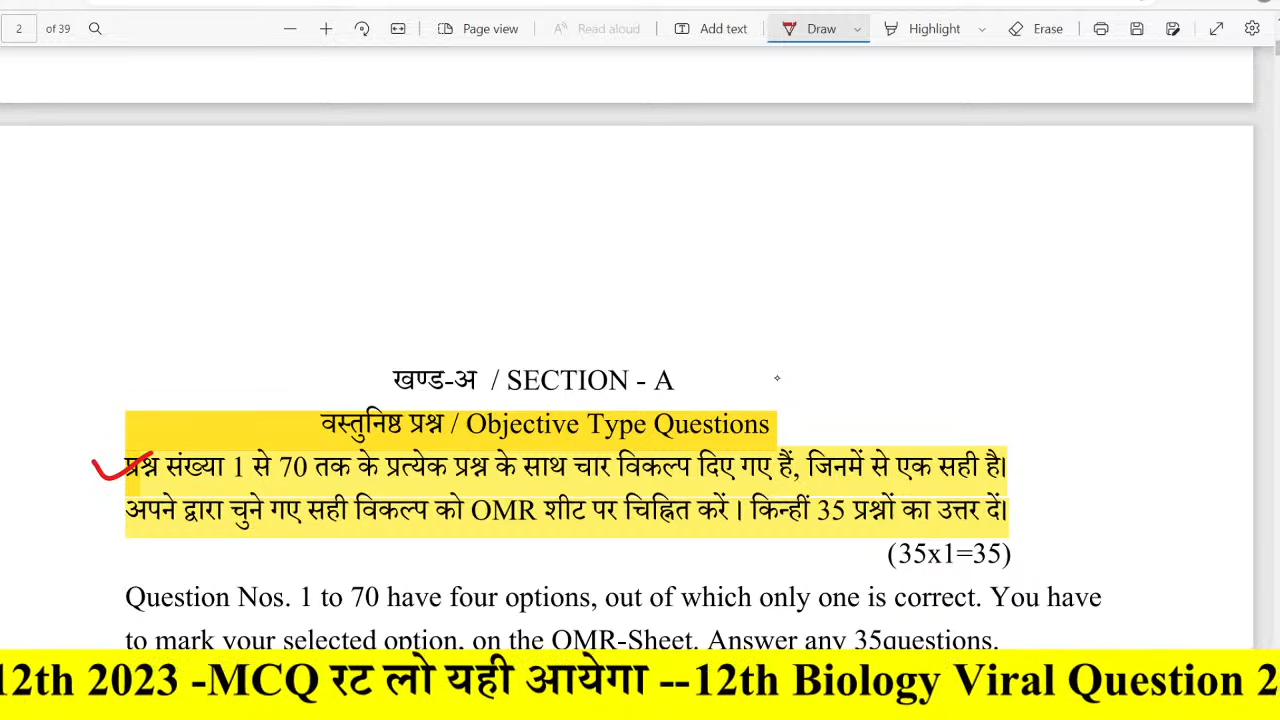 2 of 39 Page view Read aloud Add text Draw Highlight Erase
खण्ड-अ / SECTION - A
वस्तुनिष्ठ प्रश्न / Objective Type Questions
प्रश्न संख्या 1 से 70 तक के प्रत्येक प्रश्न के साथ चार विकल्प दिए गए हैं, जिनमें से एक सही है।
अपने द्वारा चुने गए सही विकल्प को OMR शीट पर चिह्नित करें। किन्हीं 35 प्रश्नों का उत्तर दें।
(35x1=35)
Question Nos. 1 to 70 have four options, out of which only one is correct. You have
to mark your selected option, on the OMR-Sheet. Answer any 35questions.
12th 2023 -MCQ रट लो यही आयेगा --12th Biology Viral Question 2